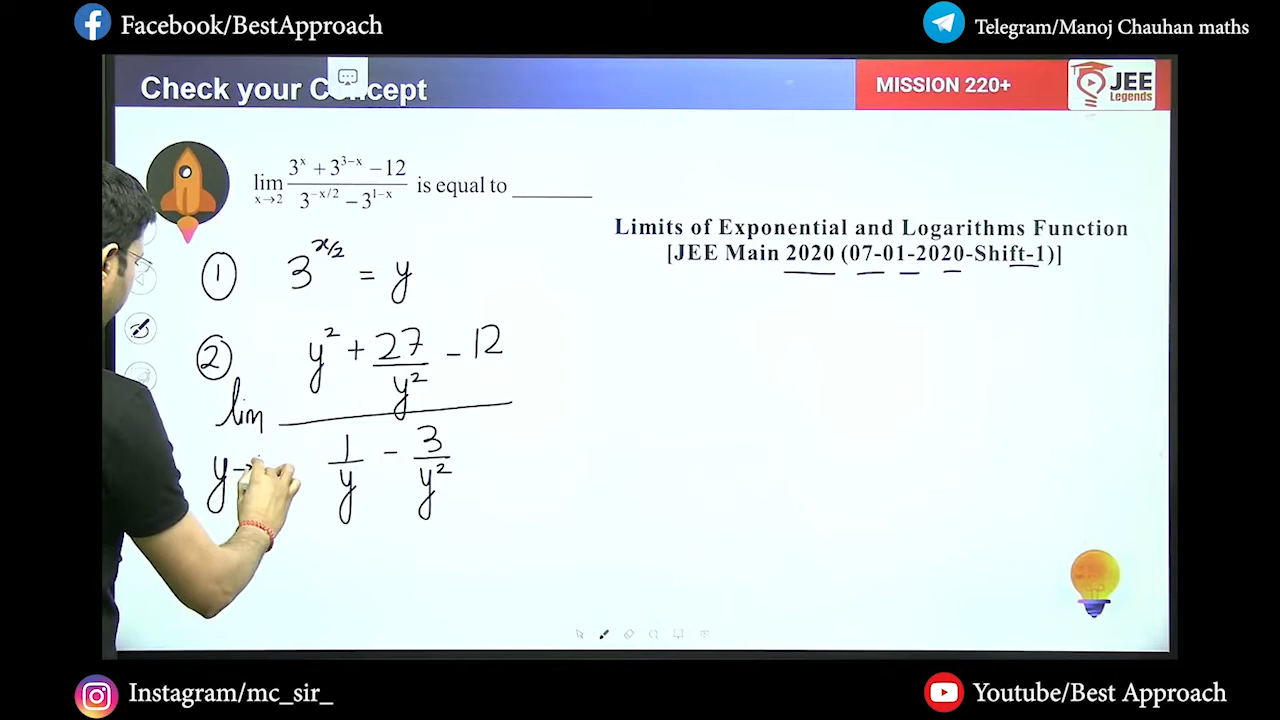 Facebook/BestApproach
Telegram/Manoj Chauhan maths
Check your Concept
MISSION 220+
JEE
Legends
lim x→2 (3^x + 3^(3−x) − 12) / (3^(−x/2) − 3^(1−x)) is equal to ________
Limits of Exponential and Logarithms Function
[JEE Main 2020 (07-01-2020-Shift-1)]
① 3^(x/2) = y
② lim y→ (y² + 27/y² − 12) / (1/y − 3/y²)
Instagram/mc_sir_
Youtube/Best Approach